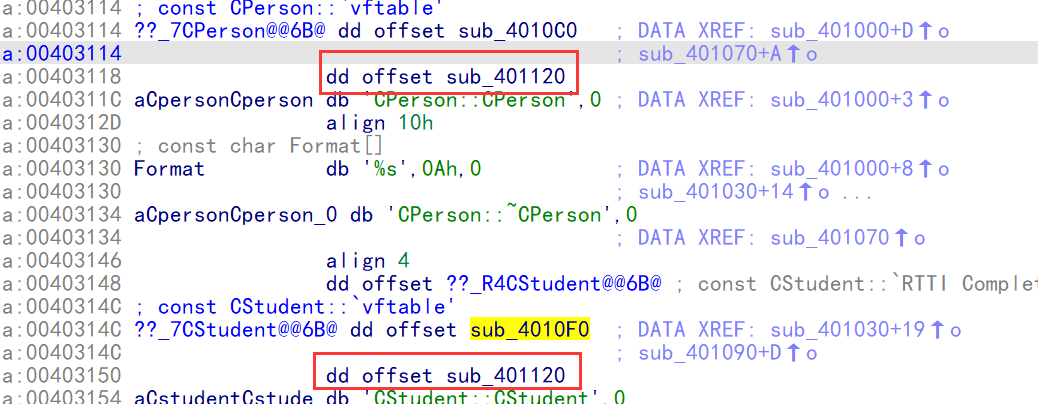 a:00403114 ; const CPerson::`vftable'
a:00403114 ??_7CPerson@@6B@ dd offset sub_4010C0 ; DATA XREF: sub_401000+D↑o
a:00403114 ; sub_401070+A↑o
a:00403118 dd offset sub_401120
a:0040311C aCpersonCperson db 'CPerson::CPerson',0 ; DATA XREF: sub_401000+3↑o
a:0040312D align 10h
a:00403130 ; const char Format[]
a:00403130 Format db '%s',0Ah,0 ; DATA XREF: sub_401000+8↑o
a:00403130 ; sub_401030+14↑o ...
a:00403134 aCpersonCperson_0 db 'CPerson::~CPerson',0
a:00403134 ; DATA XREF: sub_401070↑o
a:00403146 align 4
a:00403148 dd offset ??_R4CStudent@@6B@ ; const CStudent::`RTTI Complet
a:0040314C ; const CStudent::`vftable'
a:0040314C ??_7CStudent@@6B@ dd offset sub_4010F0 ; DATA XREF: sub_401030+19↑o
a:0040314C ; sub_401090+D↑o
a:00403150 dd offset sub_401120
a:00403154 aCstudentCstude db 'CStudent::CStudent',0